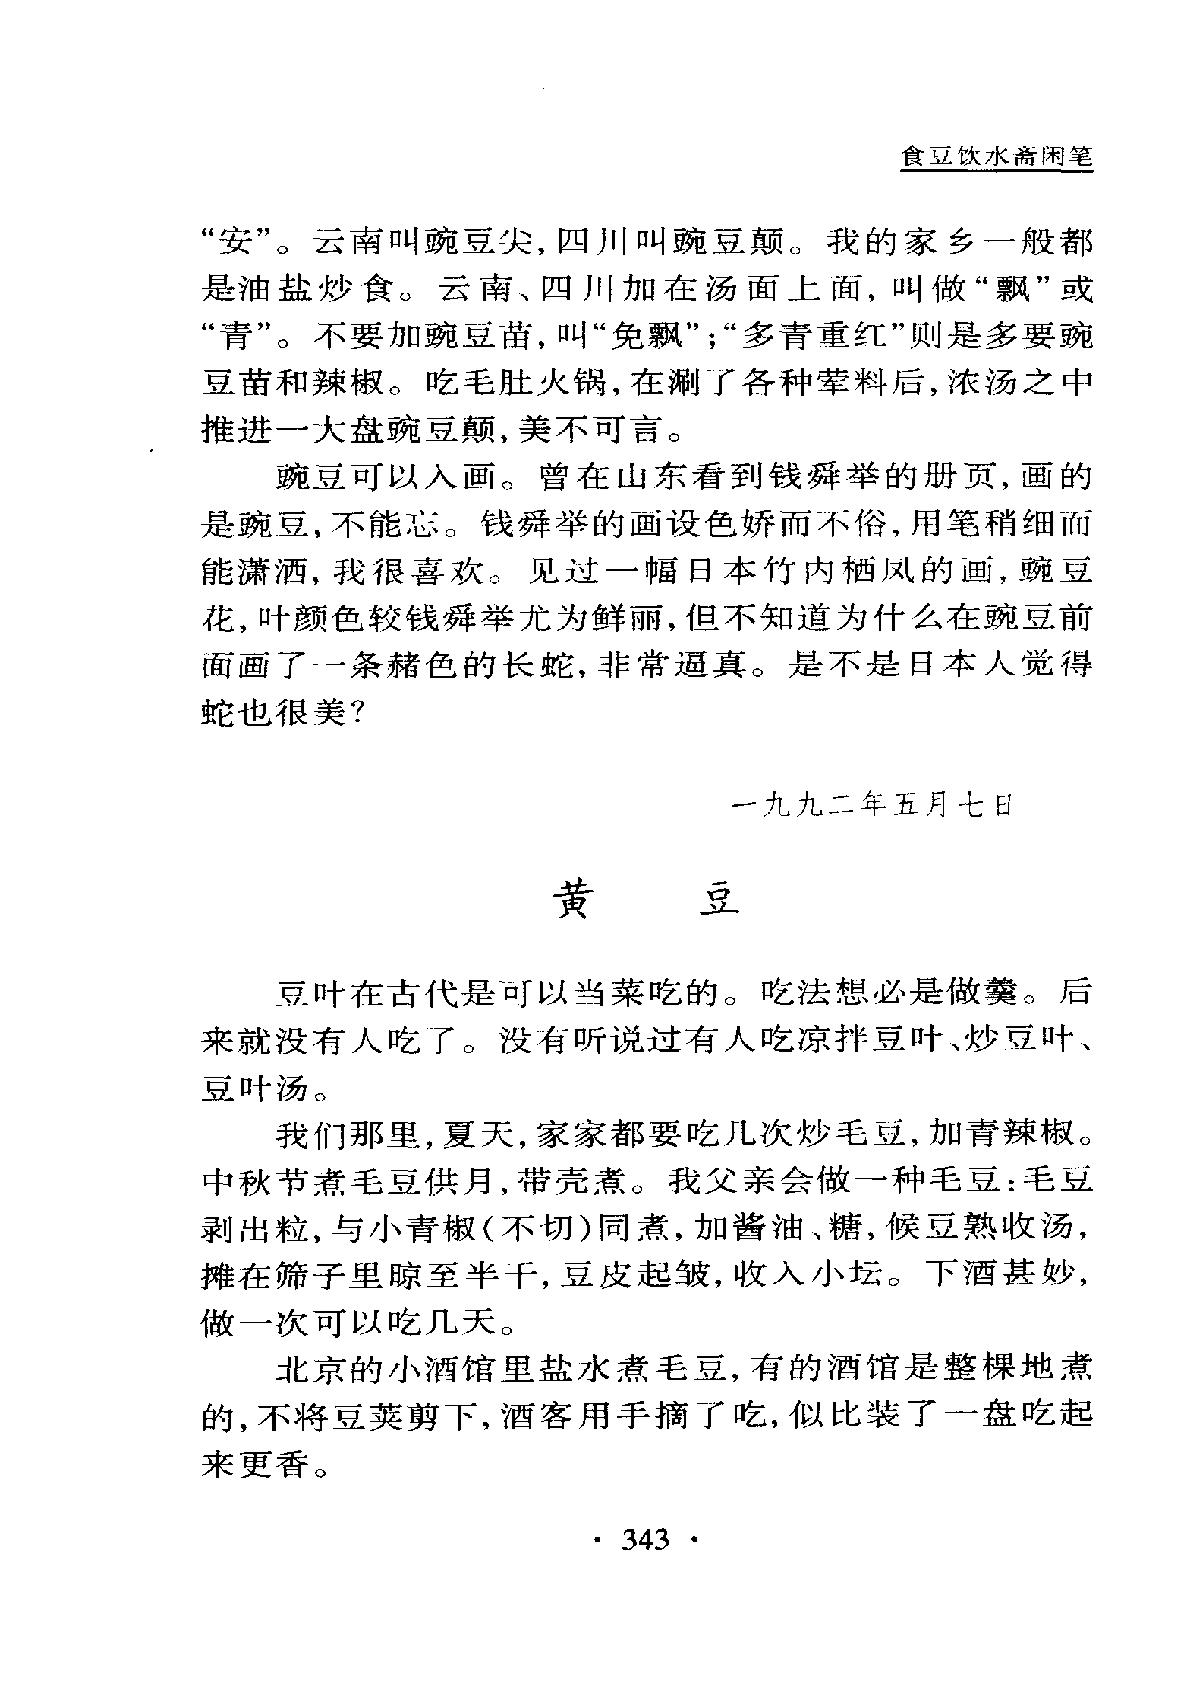 食豆饮水斋闲笔
“安”。云南叫豌豆尖,四川叫豌豆颠。我的家乡一般都
是油盐炒食。云南、四川加在汤面上面,叫做“飘”或
“青”。不要加豌豆苗,叫“免飘”;“多青重红”则是多要豌
豆苗和辣椒。吃毛肚火锅,在涮了各种荤料后,浓汤之中
推进一大盘豌豆颠,美不可言。
豌豆可以入画。曾在山东看到钱舜举的册页,画的
是豌豆,不能忘。钱舜举的画设色娇而不俗,用笔稍细而
能潇洒,我很喜欢。见过一幅日本竹内栖凤的画,豌豆
花,叶颜色较钱舜举尤为鲜丽,但不知道为什么在豌豆前
面画了一条赭色的长蛇,非常逼真。是不是日本人觉得
蛇也很美?
一九九二年五月七日
黄 豆
豆叶在古代是可以当菜吃的。吃法想必是做羹。后
来就没有人吃了。没有听说过有人吃凉拌豆叶、炒豆叶、
豆叶汤。
我们那里,夏天,家家都要吃几次炒毛豆,加青辣椒。
中秋节煮毛豆供月,带壳煮。我父亲会做一种毛豆:毛豆
剥出粒,与小青椒(不切)同煮,加酱油、糖,候豆熟收汤,
摊在筛子里晾至半干,豆皮起皱,收入小坛。下酒甚妙,
做一次可以吃几天。
北京的小酒馆里盐水煮毛豆,有的酒馆是整棵地煮
的,不将豆荚剪下,酒客用手摘了吃,似比装了一盘吃起
来更香。
· 343 ·